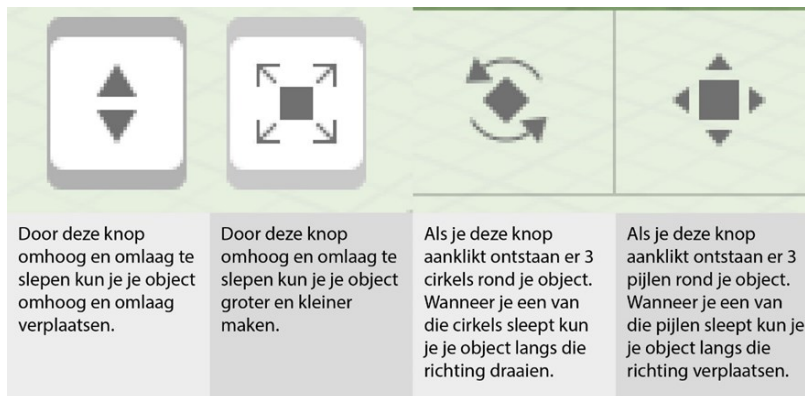 Door deze knop
omhoog en omlaag te
slepen kun je je object
omhoog en omlaag
verplaatsen.
Door deze knop
omhoog en omlaag te
slepen kun je je object
groter en kleiner
maken.
Als je deze knop
aanklikt ontstaan er 3
cirkels rond je object.
Wanneer je een van
die cirkels sleept kun
je je object langs die
richting draaien.
Als je deze knop
aanklikt ontstaan er 3
pijlen rond je object.
Wanneer je een van
die pijlen sleept kun je
je object langs die
richting verplaatsen.